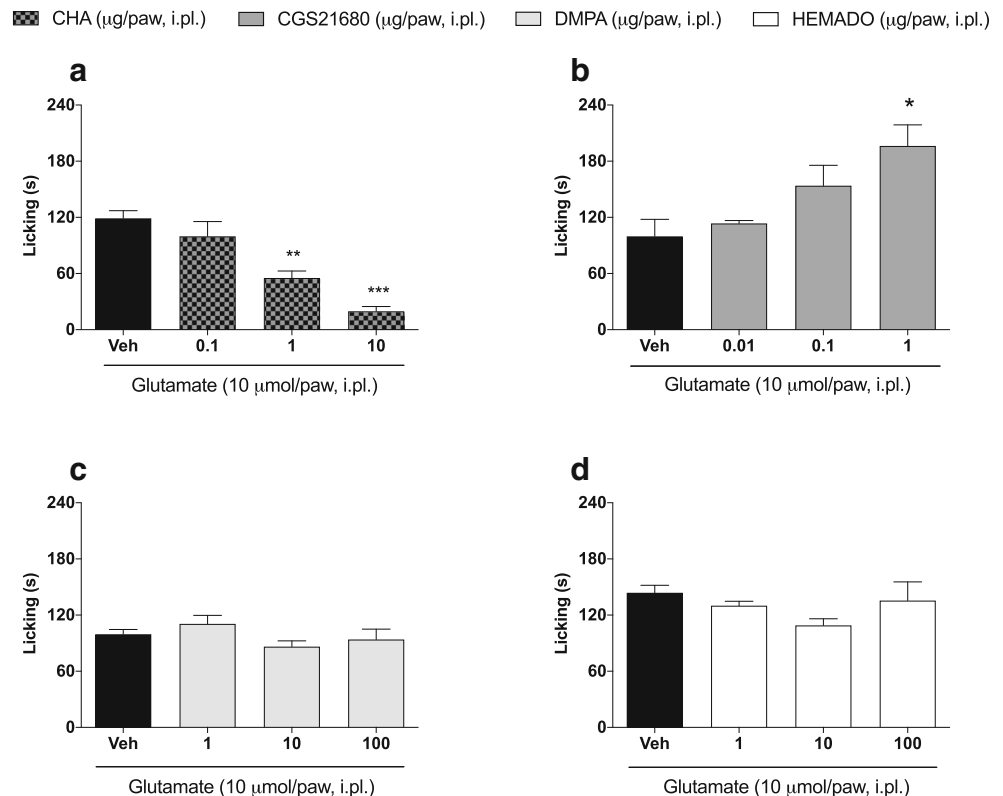 CHA (μg/paw, i.pl.) CGS21680 (μg/paw, i.pl.) DMPA (μg/paw, i.pl.) HEMADO (μg/paw, i.pl.)
a
240
180
120
60
0
Licking (s)
**
***
Veh 0.1 1 10
Glutamate (10 μmol/paw, i.pl.)
b
240
180
120
60
0
Licking (s)
*
Veh 0.01 0.1 1
Glutamate (10 μmol/paw, i.pl.)
c
240
180
120
60
0
Licking (s)
Veh 1 10 100
Glutamate (10 μmol/paw, i.pl.)
d
240
180
120
60
0
Licking (s)
Veh 1 10 100
Glutamate (10 μmol/paw, i.pl.)